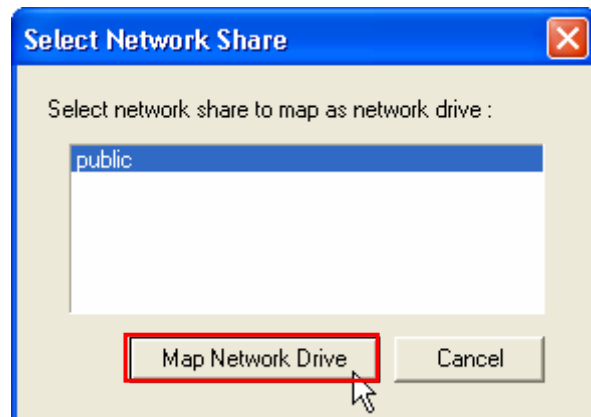 Select Network Share
Select network share to map as network drive :
public
Map Network Drive
Cancel